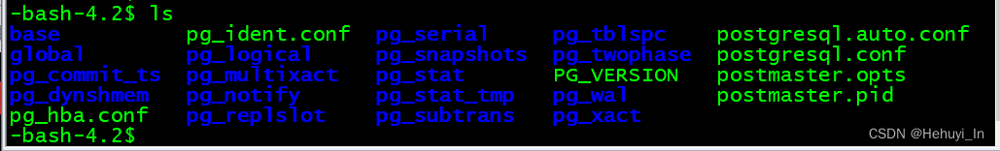 -bash-4.2$ ls
base pg_ident.conf pg_serial pg_tblspc postgresql.auto.conf
global pg_logical pg_snapshots pg_twophase postgresql.conf
pg_commit_ts pg_multixact pg_stat PG_VERSION postmaster.opts
pg_dynshmem pg_notify pg_stat_tmp pg_wal postmaster.pid
pg_hba.conf pg_replslot pg_subtrans pg_xact
-bash-4.2$
CSDN @Hehuyi_In